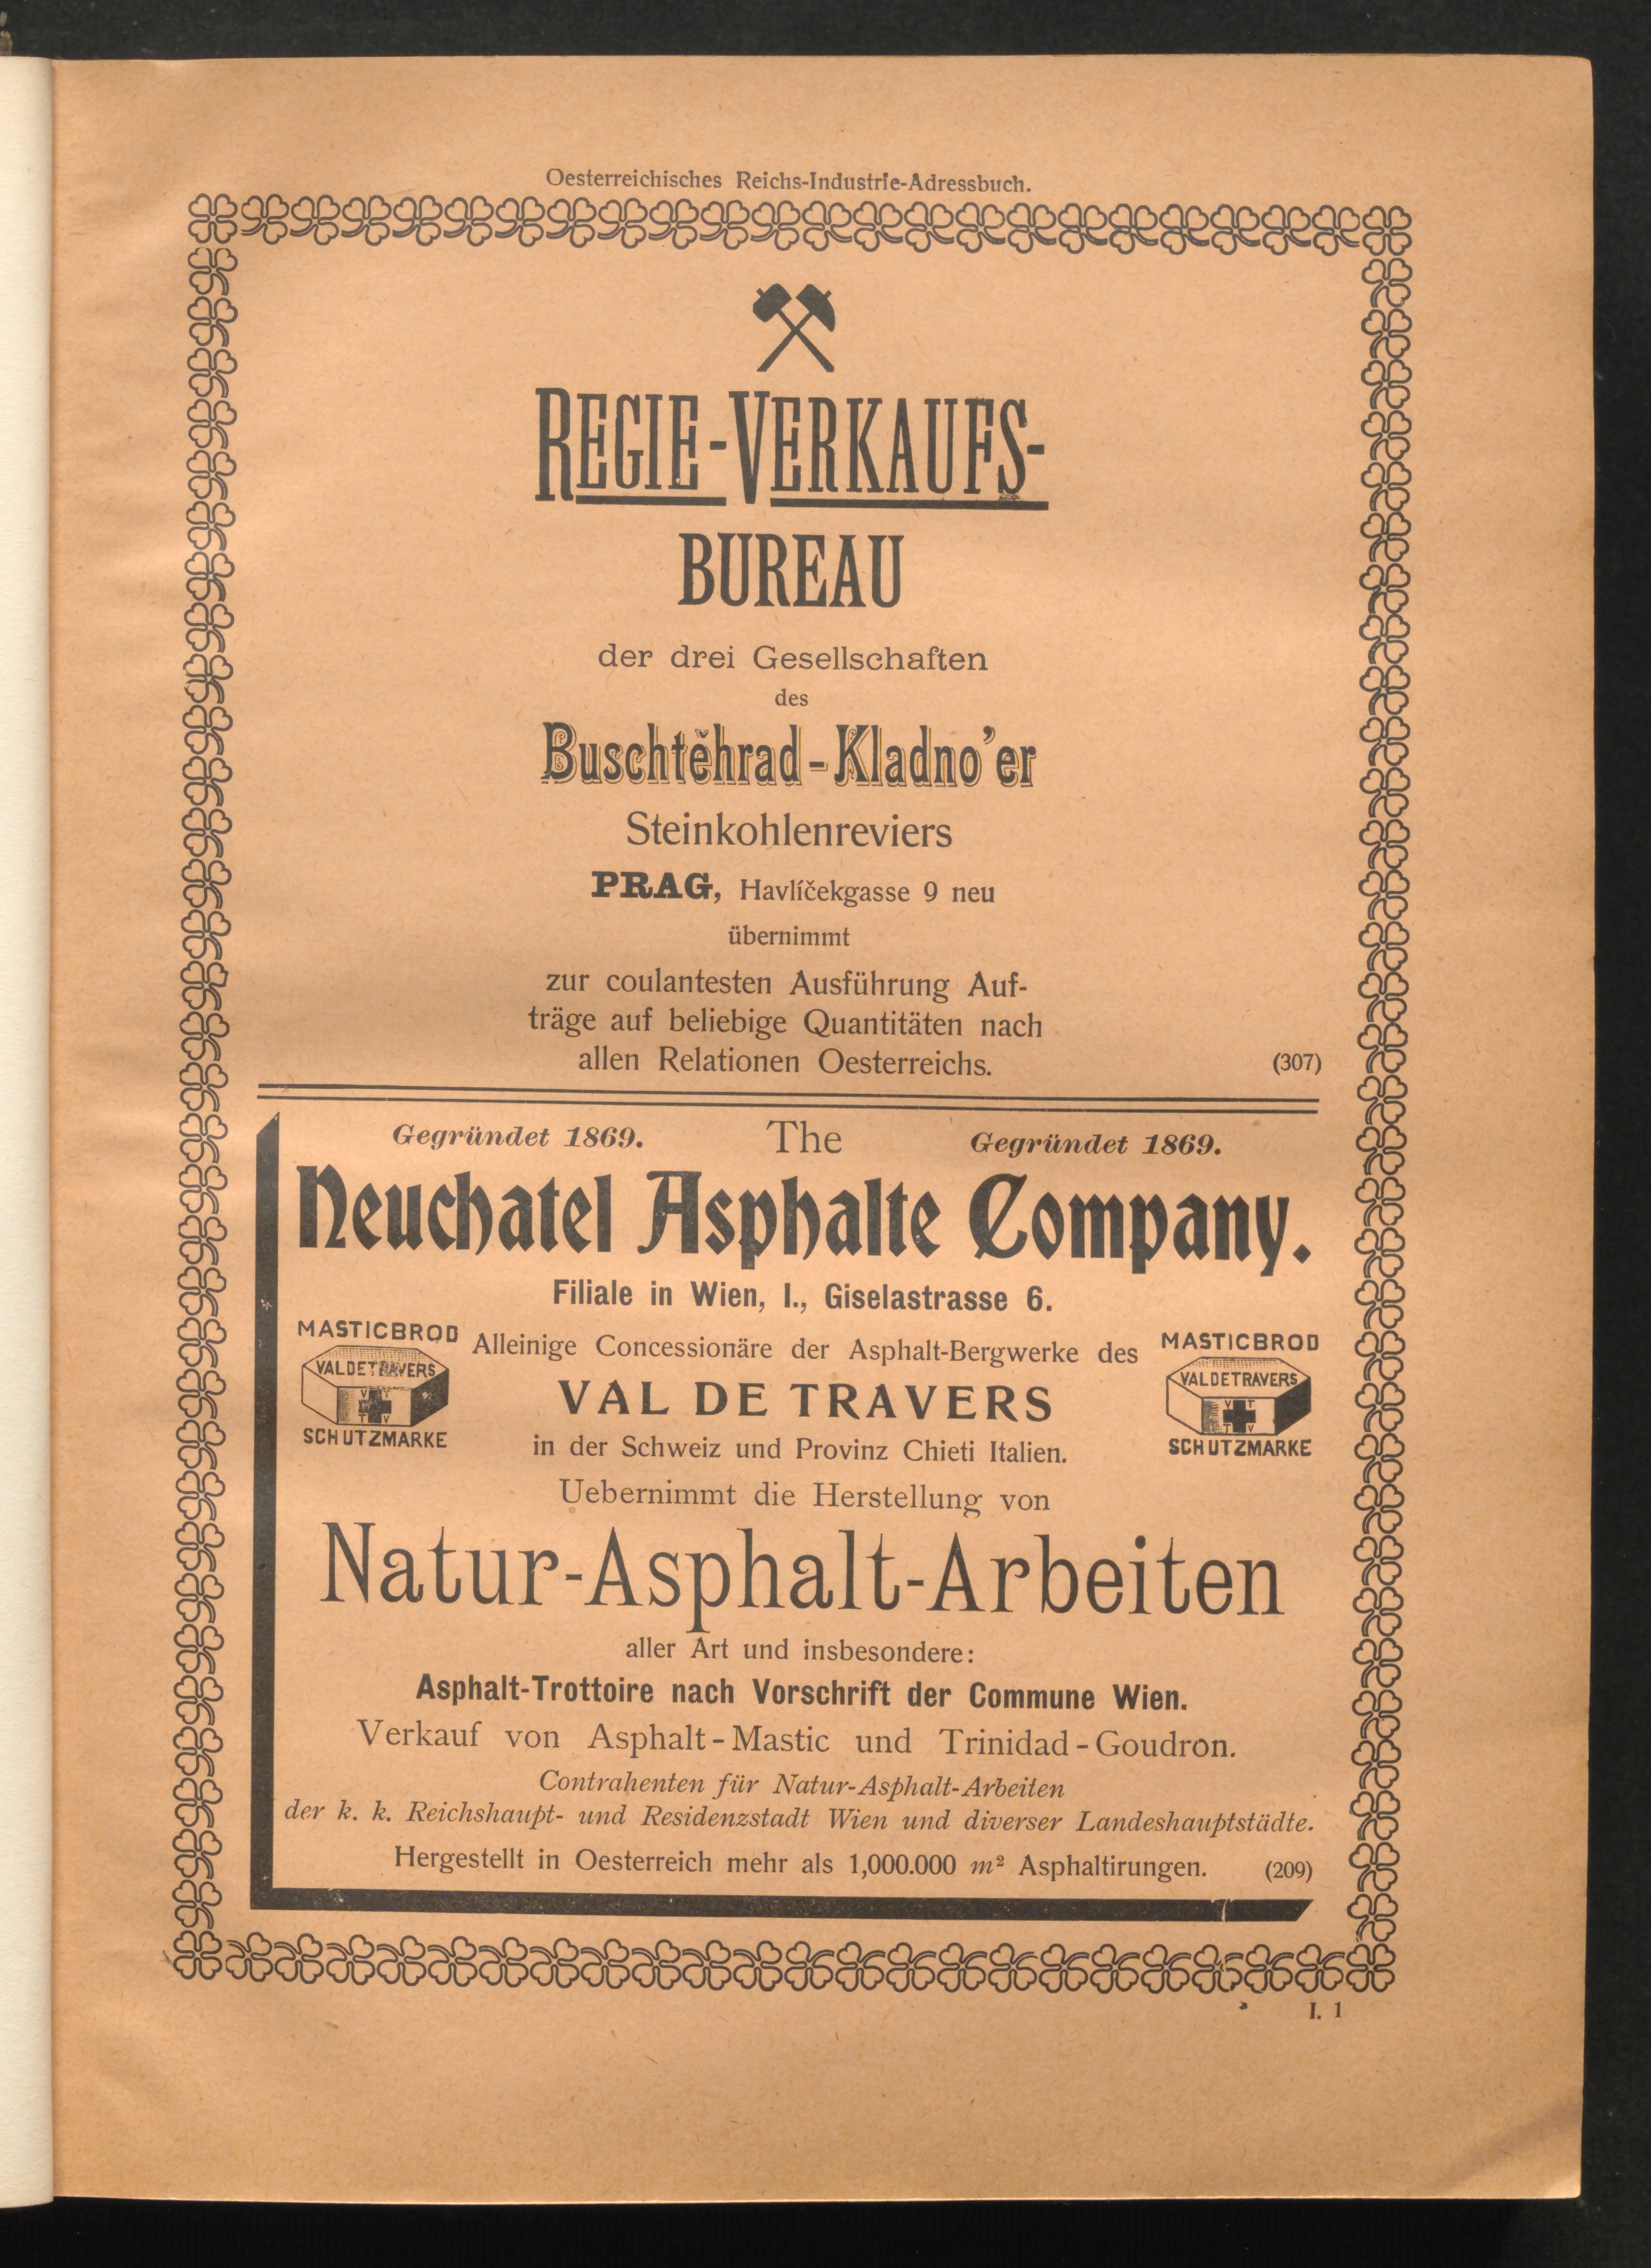 Oesterreichisches Reichs-Industrie-Adressbuch.
REGIE-VERKAUFS-
BUREAU
der drei Gesellschaften
des
Buschtěhrad-Kladno'er
Steinkohlenreviers
PRAG, Havlíčekgasse 9 neu
übernimmt
zur coulantesten Ausführung Auf-
träge auf beliebige Quantitäten nach
allen Relationen Oesterreichs. (307)
Gegründet 1869. The Gegründet 1869.
Neuchatel Asphalte Company.
Filiale in Wien, I., Giselastrasse 6.
MASTICBROD
VALDETRAVERS
V T
T V
SCHUTZMARKE
Alleinige Concessionäre der Asphalt-Bergwerke des
VAL DE TRAVERS
in der Schweiz und Provinz Chieti Italien.
MASTICBROD
VALDETRAVERS
V T
T V
SCHUTZMARKE
Uebernimmt die Herstellung von
Natur-Asphalt-Arbeiten
aller Art und insbesondere:
Asphalt-Trottoire nach Vorschrift der Commune Wien.
Verkauf von Asphalt-Mastic und Trinidad-Goudron.
Contrahenten für Natur-Asphalt-Arbeiten
der k. k. Reichshaupt- und Residenzstadt Wien und diverser Landeshauptstädte.
Hergestellt in Oesterreich mehr als 1,000.000 m² Asphaltirungen. (209)
I. 1